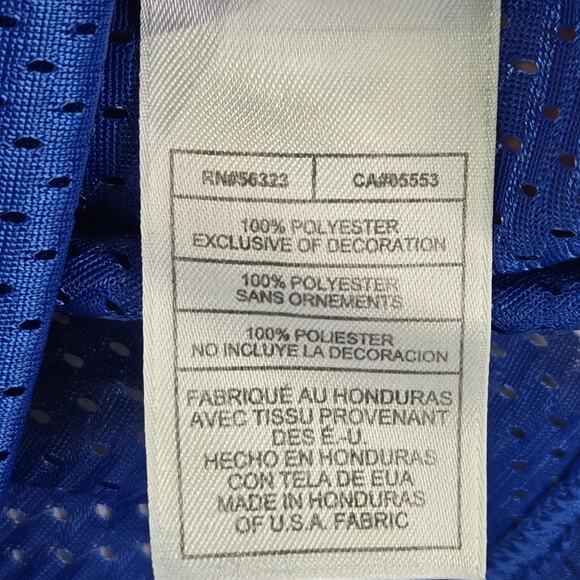 RN#56323 CA#05553
100% POLYESTER
EXCLUSIVE OF DECORATION
100% POLYESTER
SANS ORNEMENTS
100% POLIESTER
NO INCLUYE LA DECORACION
FABRIQUÉ AU HONDURAS
AVEC TISSU PROVENANT
DES É.-U.
HECHO EN HONDURAS
CON TELA DE EUA
MADE IN HONDURAS
OF U.S.A. FABRIC